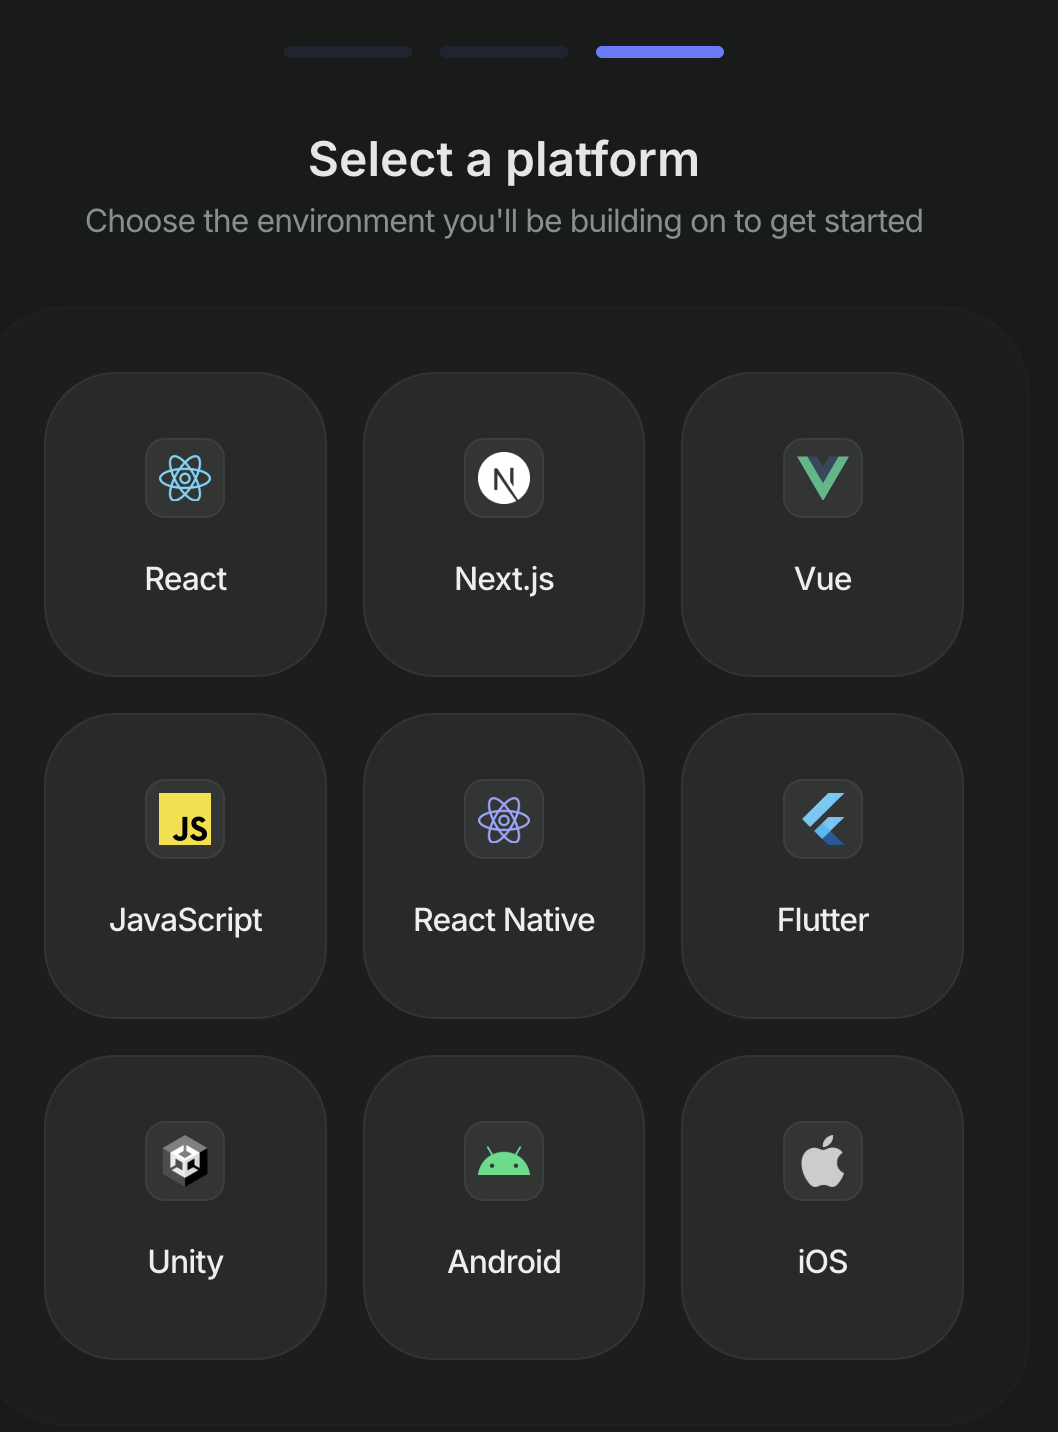 Select a platform
Choose the environment you'll be building on to get started
React
N
Next.js
Vue
JS
JavaScript
React Native
Flutter
Unity
Android
iOS